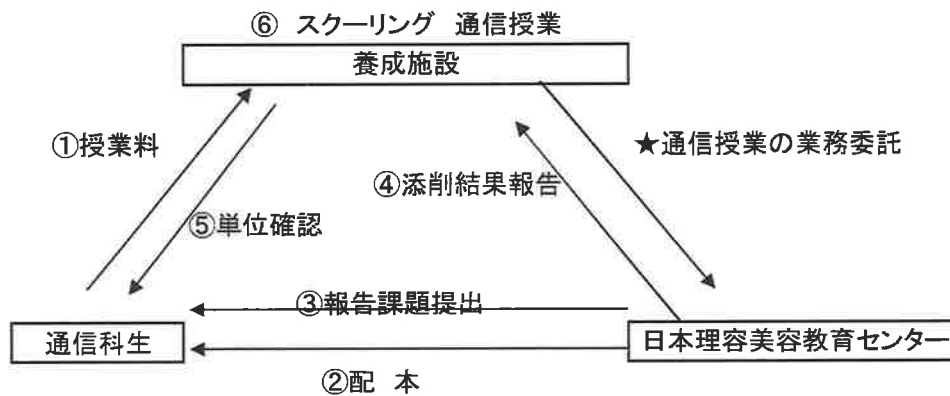 ⑥ スクーリング 通信授業
養成施設
①授業料
★通信授業の業務委託
④添削結果報告
⑤単位確認
③報告課題提出
通信科生
日本理容美容教育センター
②配 本